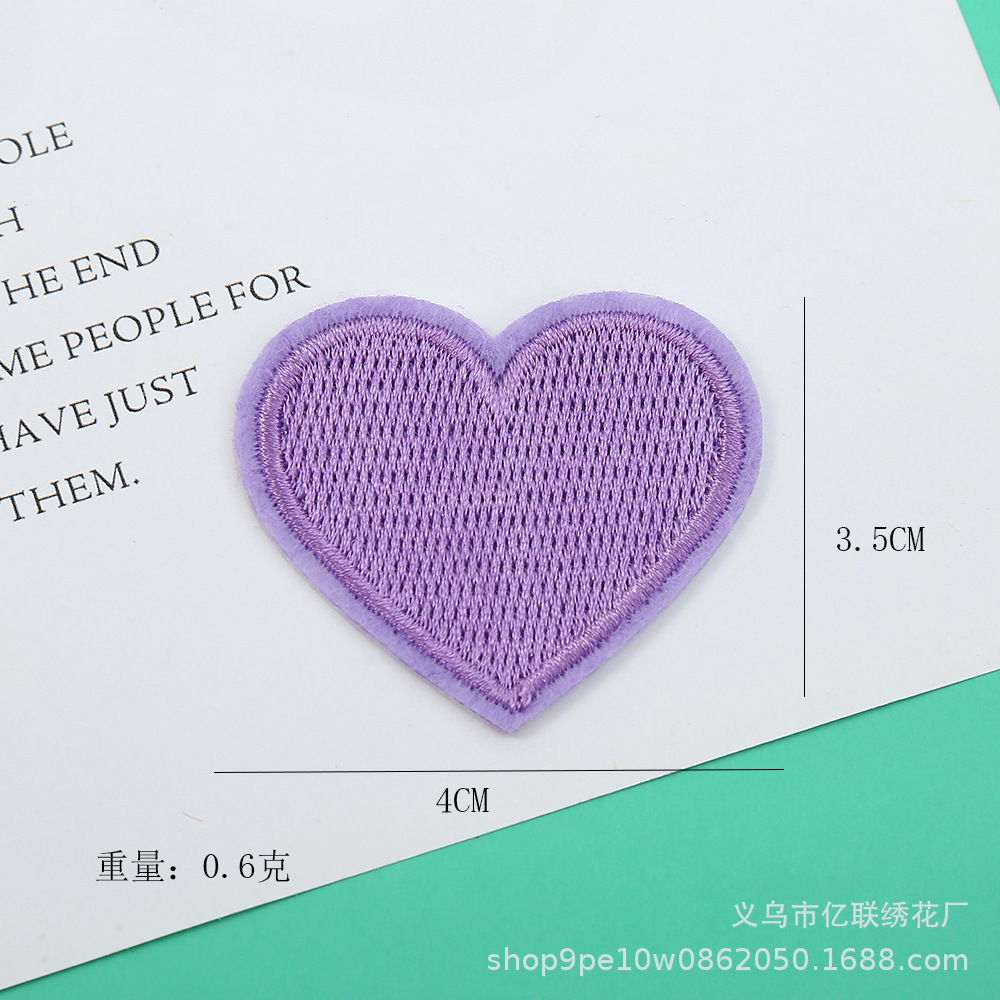 OLE
H
HE END
ME PEOPLE FOR
HAVE JUST
THEM.
3.5CM
4CM
重量：0.6克
义乌市亿联绣花厂
shop9pe10w0862050.1688.com